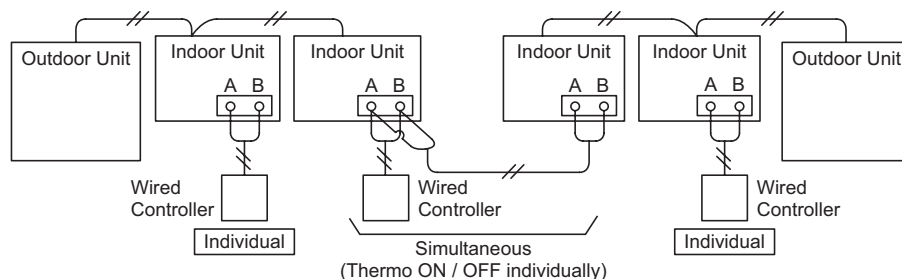 Outdoor Unit
Indoor Unit
A B
Wired
Controller
Individual
Indoor Unit
A B
Wired
Controller
Simultaneous
(Thermo ON / OFF individually)
Indoor Unit
A B
Indoor Unit
A B
Wired
Controller
Individual
Outdoor Unit